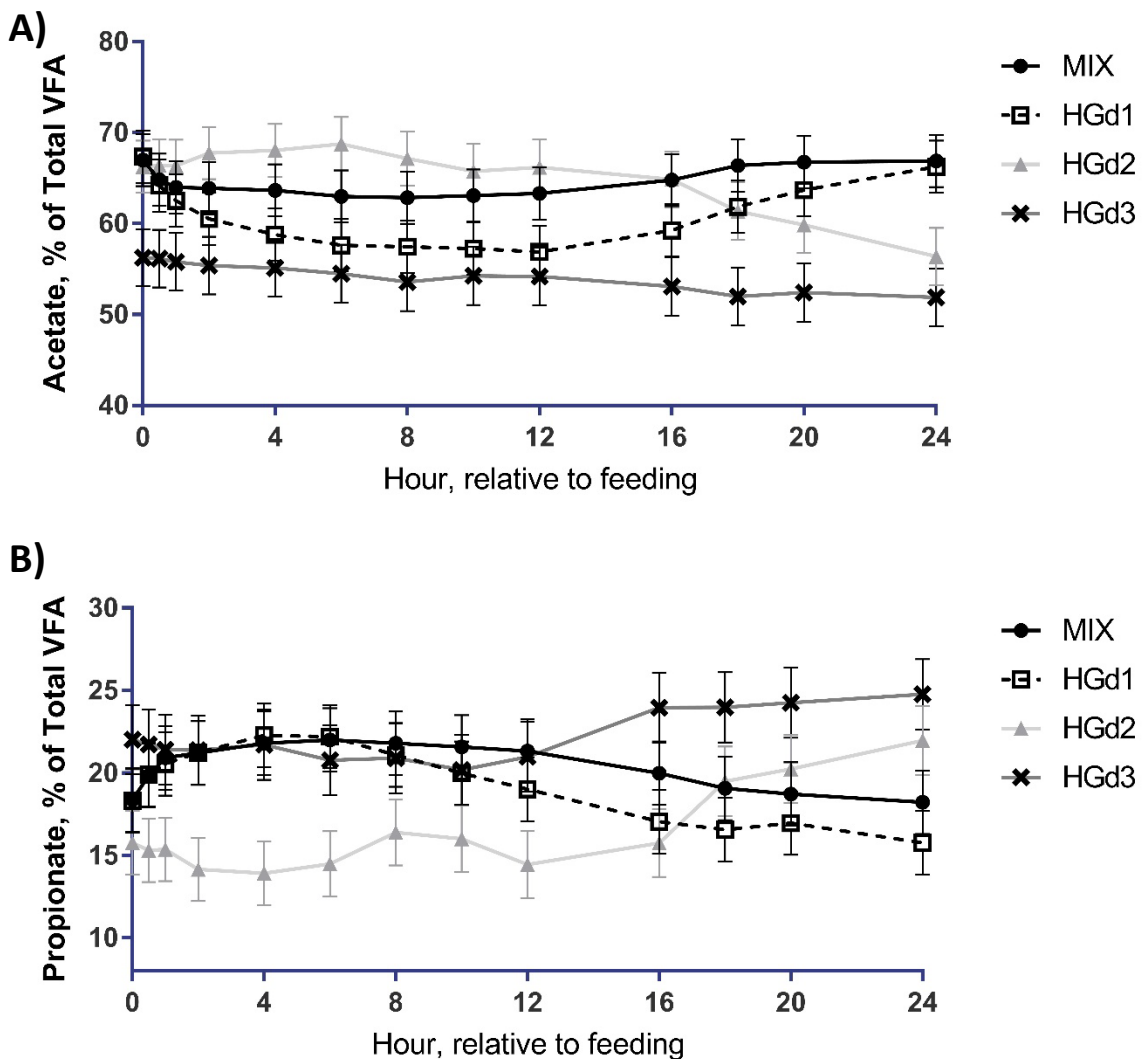 A)
Acetate, % of Total VFA
80
70
60
50
40
0 4 8 12 16 20 24
Hour, relative to feeding
MIX
HGd1
HGd2
HGd3
B)
Propionate, % of Total VFA
30
25
20
15
10
0 4 8 12 16 20 24
Hour, relative to feeding
MIX
HGd1
HGd2
HGd3